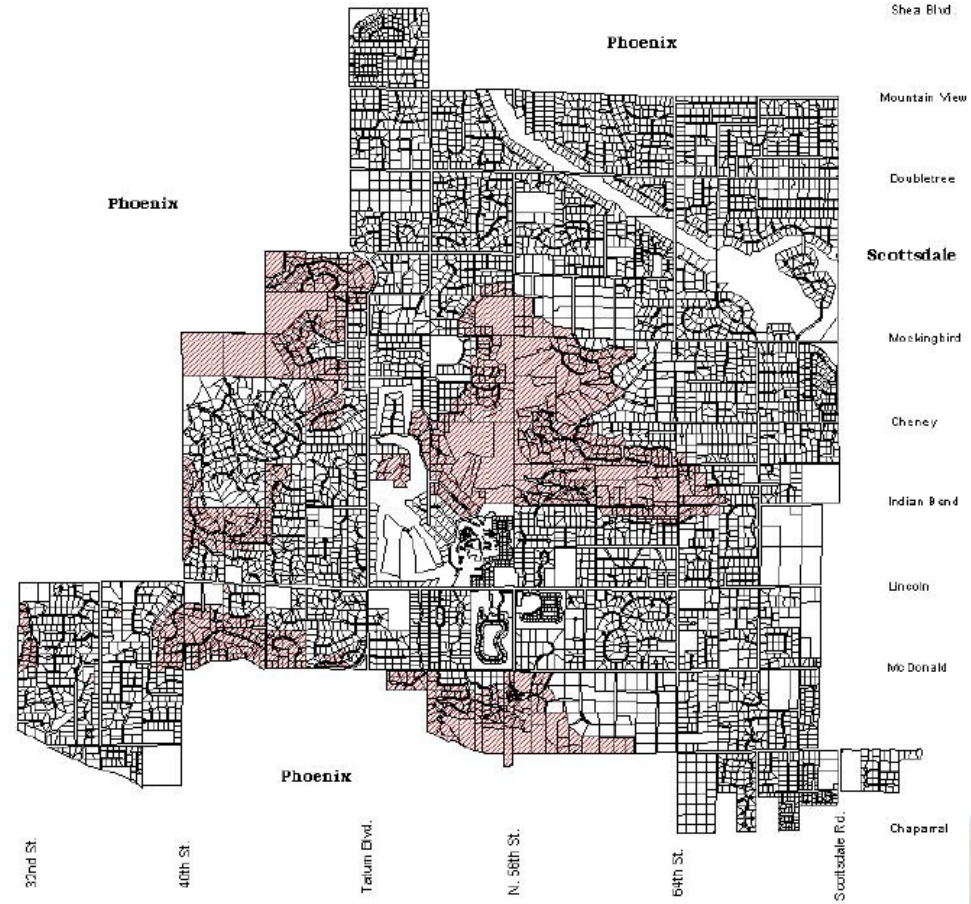 Shea Blvd.
Phoenix
Mountain View
Doubletree
Phoenix
Scottsdale
Mockingbird
Cheney
Indian Bend
Lincoln
McDonald
Phoenix
Chaparral
32nd St.
40th St.
Tatum Blvd.
N. 56th St.
64th St.
Scottsdale Rd.